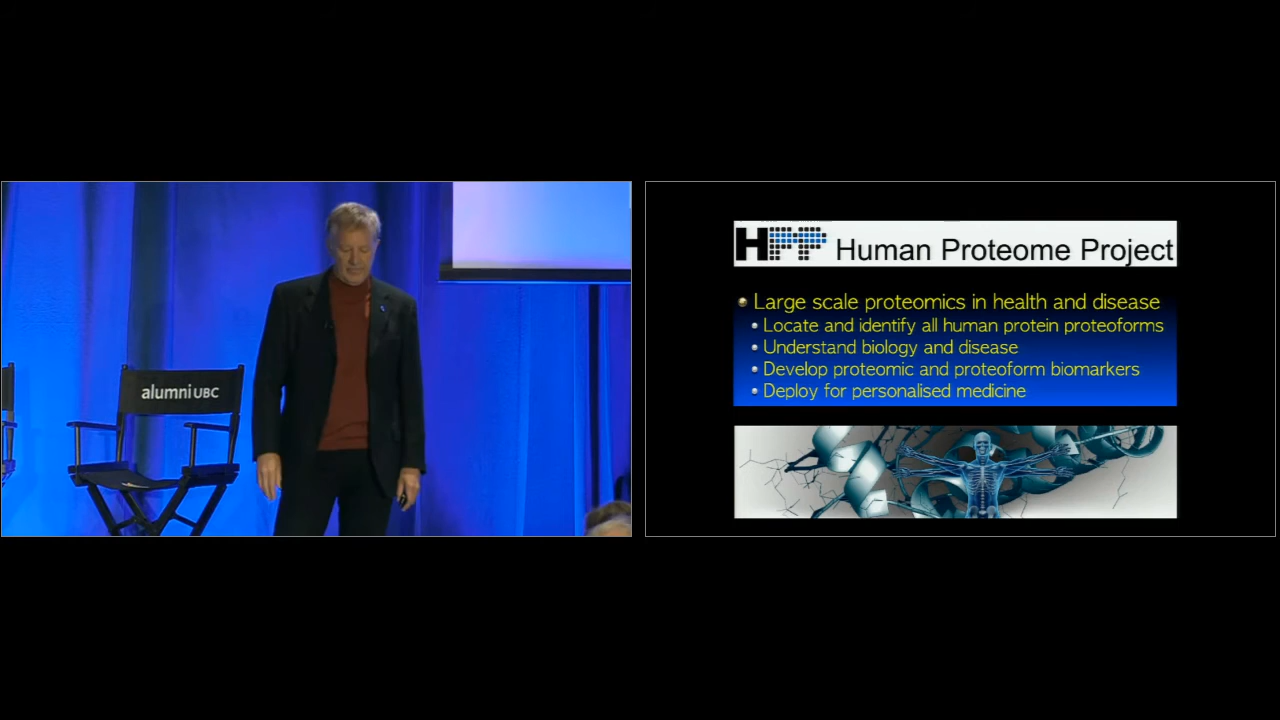 alumni UBC
HPP Human Proteome Project
Large scale proteomics in health and disease
Locate and identify all human protein proteoforms
Understand biology and disease
Develop proteomic and proteoform biomarkers
Deploy for personalised medicine